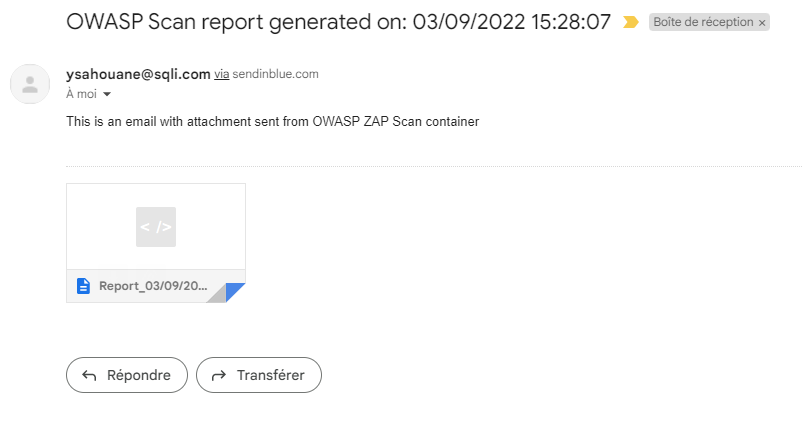 OWASP Scan report generated on: 03/09/2022 15:28:07 Boîte de réception ×
ysahouane@sqli.com via sendinblue.com
À moi
This is an email with attachment sent from OWASP ZAP Scan container
< />
Report_03/09/20...
Répondre Transférer